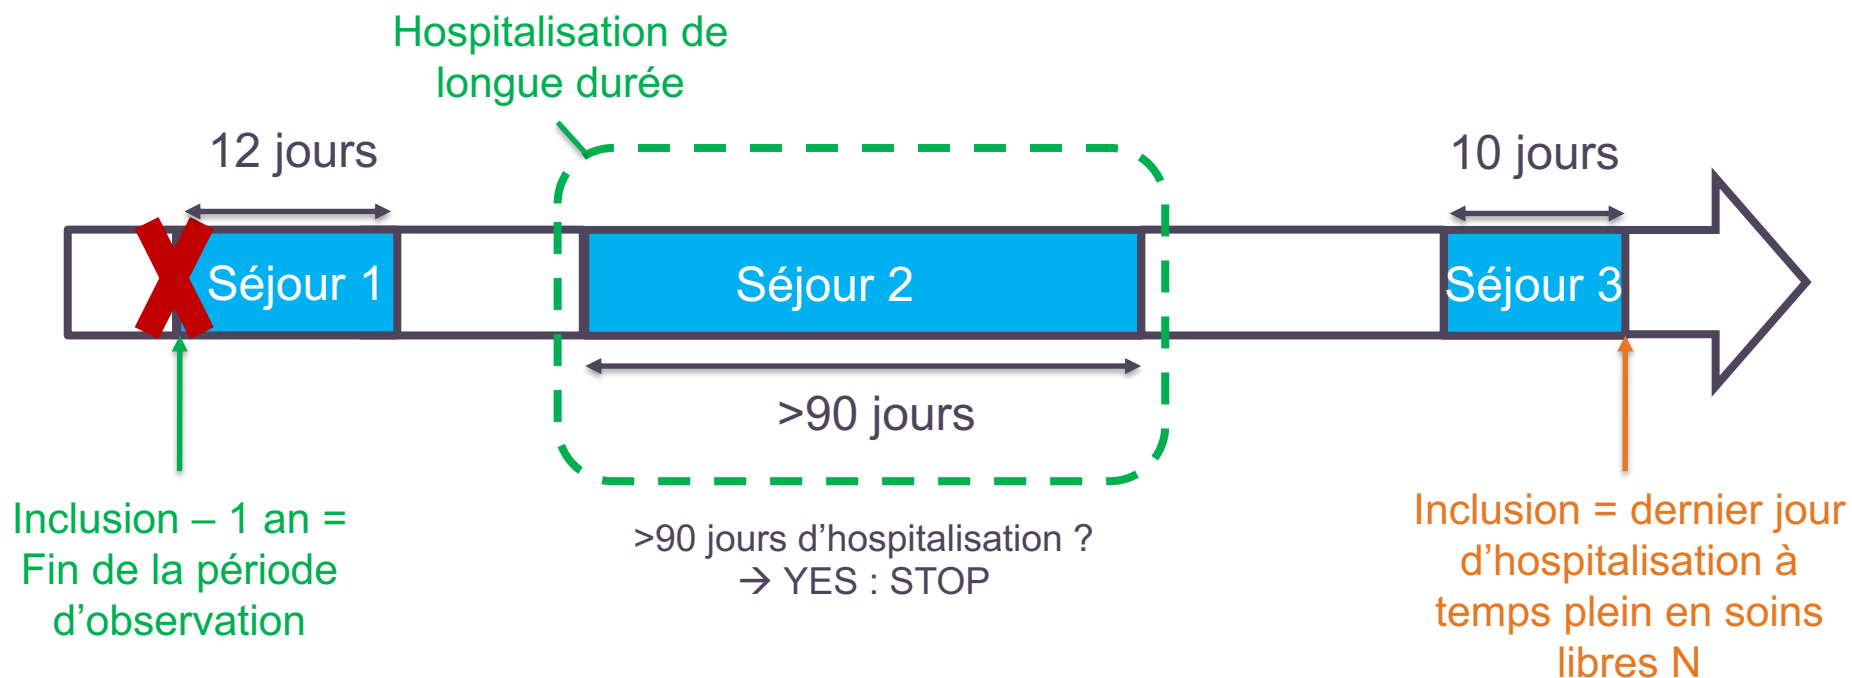 Hospitalisation de
longue durée
12 jours
10 jours
Séjour 1
Séjour 2
Séjour 3
>90 jours
Inclusion – 1 an =
Fin de la période
d’observation
>90 jours d’hospitalisation ?
→ YES : STOP
Inclusion = dernier jour
d’hospitalisation à
temps plein en soins
libres N